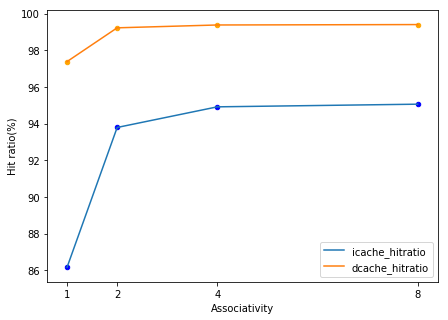 100
98
96
94
92
90
88
86
Hit ratio(%)
icache_hitratio
dcache_hitratio
1 2 4 8
Associativity